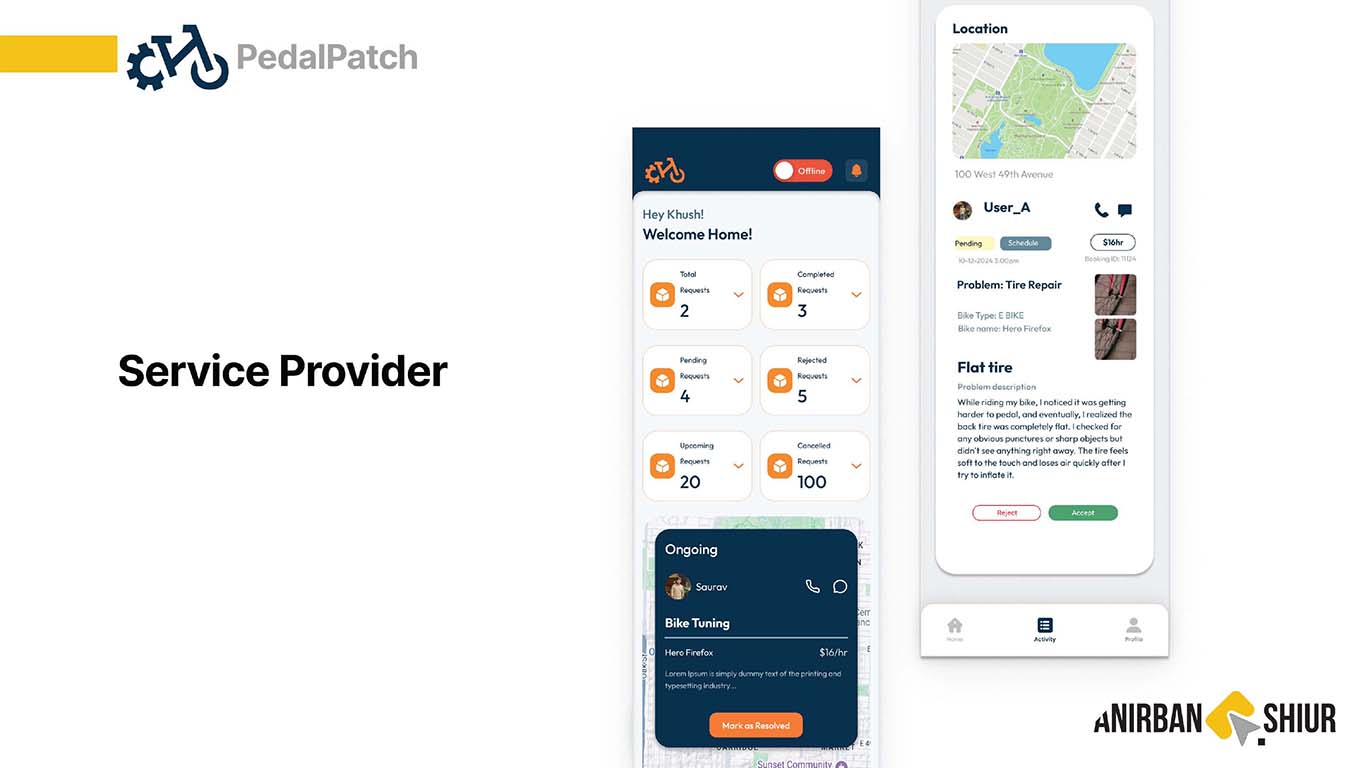 PedalPatch
Service Provider
Offline
Hey Khush!
Welcome Home!
Total
Requests
2
Completed
Requests
3
Pending
Requests
4
Rejected
Requests
5
Upcoming
Requests
20
Cancelled
Requests
100
Ongoing
Saurav
Bike Tuning
Hero Firefox $16/hr
Lorem Ipsum is simply dummy text of the printing and
typesetting industry...
Mark as Resolved
Sunset Community
Location
100 West 49th Avenue
User_A
Pending Schedule $16hr
10-12-2024 3:00pm Booking ID: 11124
Problem: Tire Repair
Bike Type: E BIKE
Bike name: Hero Firefox
Flat tire
Problem description
While riding my bike, I noticed it was getting
harder to pedal, and eventually, I realized the
back tire was completely flat. I checked for
any obvious punctures or sharp objects but
didn't see anything right away. The tire feels
soft to the touch and loses air quickly after I
try to inflate it.
Reject Accept
Home Activity Profile
ANIRBAN SHIUR